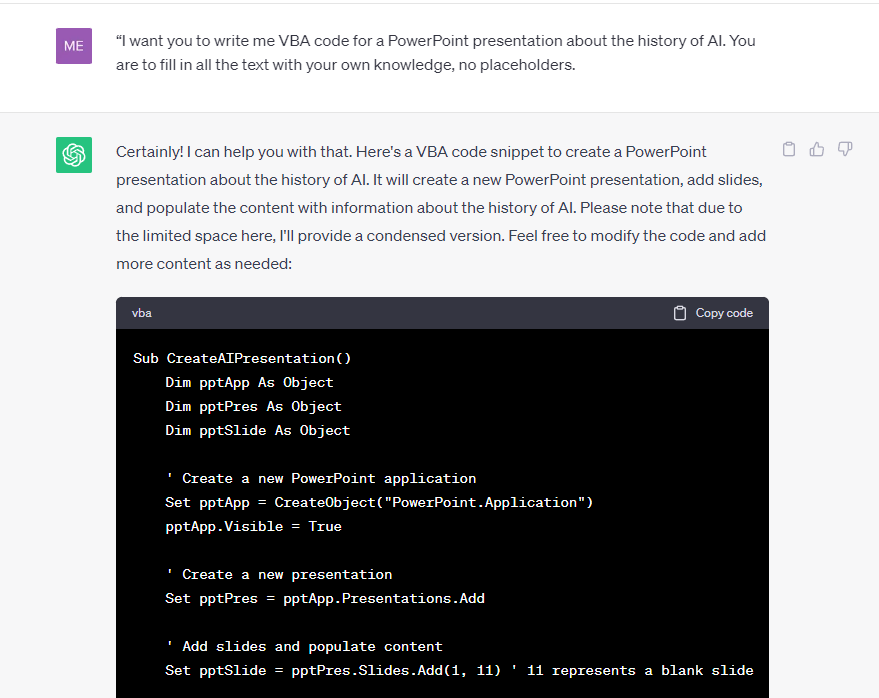 ME
“I want you to write me VBA code for a PowerPoint presentation about the history of AI. You
are to fill in all the text with your own knowledge, no placeholders.
Certainly! I can help you with that. Here's a VBA code snippet to create a PowerPoint
presentation about the history of AI. It will create a new PowerPoint presentation, add slides,
and populate the content with information about the history of AI. Please note that due to
the limited space here, I'll provide a condensed version. Feel free to modify the code and add
more content as needed:
vba
Copy code
Sub CreateAIPresentation()
    Dim pptApp As Object
    Dim pptPres As Object
    Dim pptSlide As Object

    ' Create a new PowerPoint application
    Set pptApp = CreateObject("PowerPoint.Application")
    pptApp.Visible = True

    ' Create a new presentation
    Set pptPres = pptApp.Presentations.Add

    ' Add slides and populate content
    Set pptSlide = pptPres.Slides.Add(1, 11) ' 11 represents a blank slide